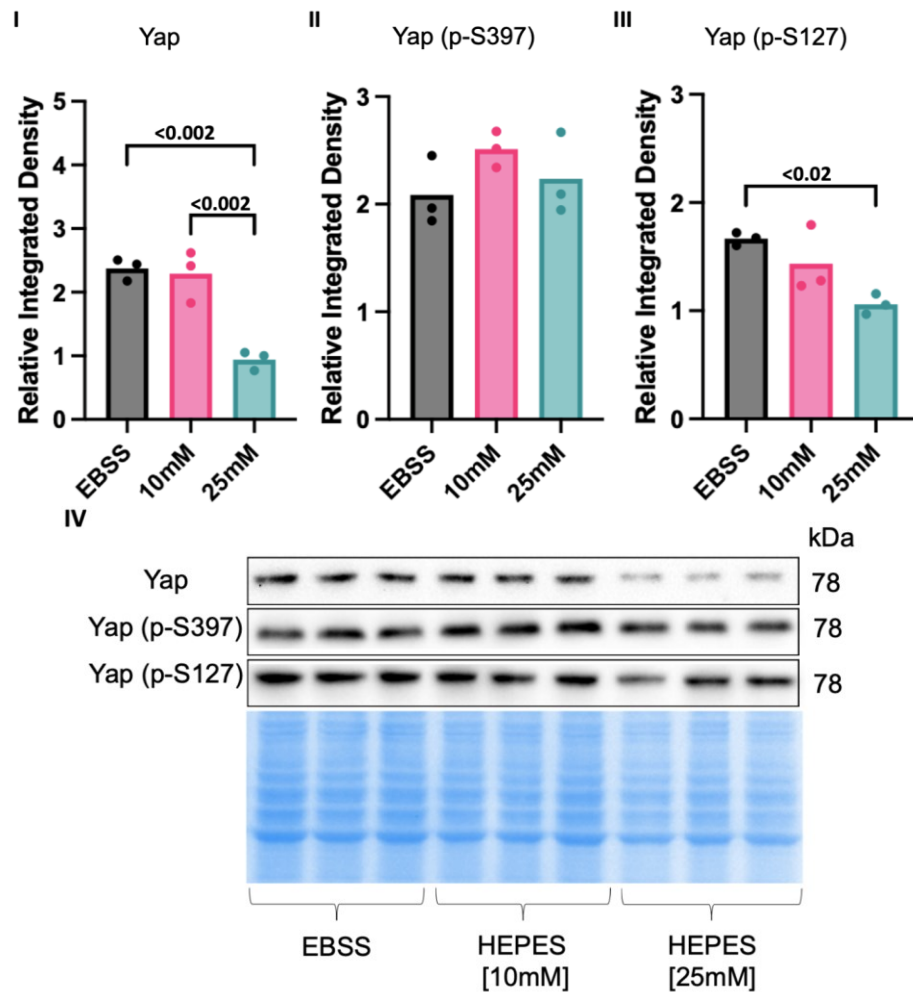 I
Yap
Relative Integrated Density
5
4
3
2
1
0
<0.002
<0.002
EBSS
10mM
25mM
II
Yap (p-S397)
Relative Integrated Density
3
2
1
0
EBSS
10mM
25mM
III
Yap (p-S127)
Relative Integrated Density
3
2
1
0
<0.02
EBSS
10mM
25mM
IV
kDa
Yap 78
Yap (p-S397) 78
Yap (p-S127) 78
EBSS
HEPES
[10mM]
HEPES
[25mM]